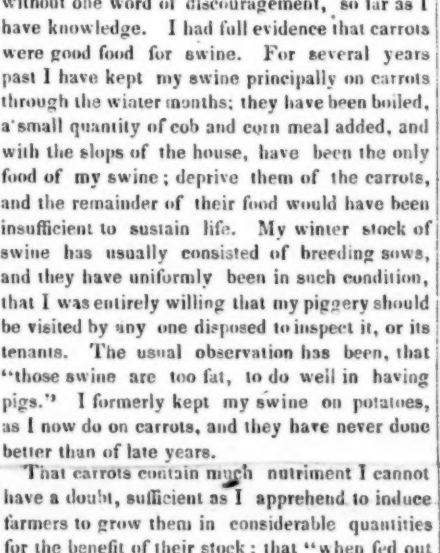 without one word of discouragement, so far as I
have knowledge. I had full evidence that carrots
were good food for swine. For several years
past I have kept my swine principally on carrots
through the winter months; they have been boiled,
a small quantity of cob and corn meal added, and
with the slops of the house, have been the only
food of my swine; deprive them of the carrots,
and the remainder of their food would have been
insufficient to sustain life. My winter stock of
swine has usually consisted of breeding sows,
and they have uniformly been in such condition,
that I was entirely willing that my piggery should
be visited by any one disposed to inspect it, or its
tenants. The usual observation has been, that
"those swine are too fat, to do well in having
pigs." I formerly kept my swine on potatoes,
as I now do on carrots, and they have never done
better than of late years.
That carrots contain much nutriment I cannot
have a doubt, sufficient as I apprehend to induce
farmers to grow them in considerable quantities
for the benefit of their stock; that "when fed out